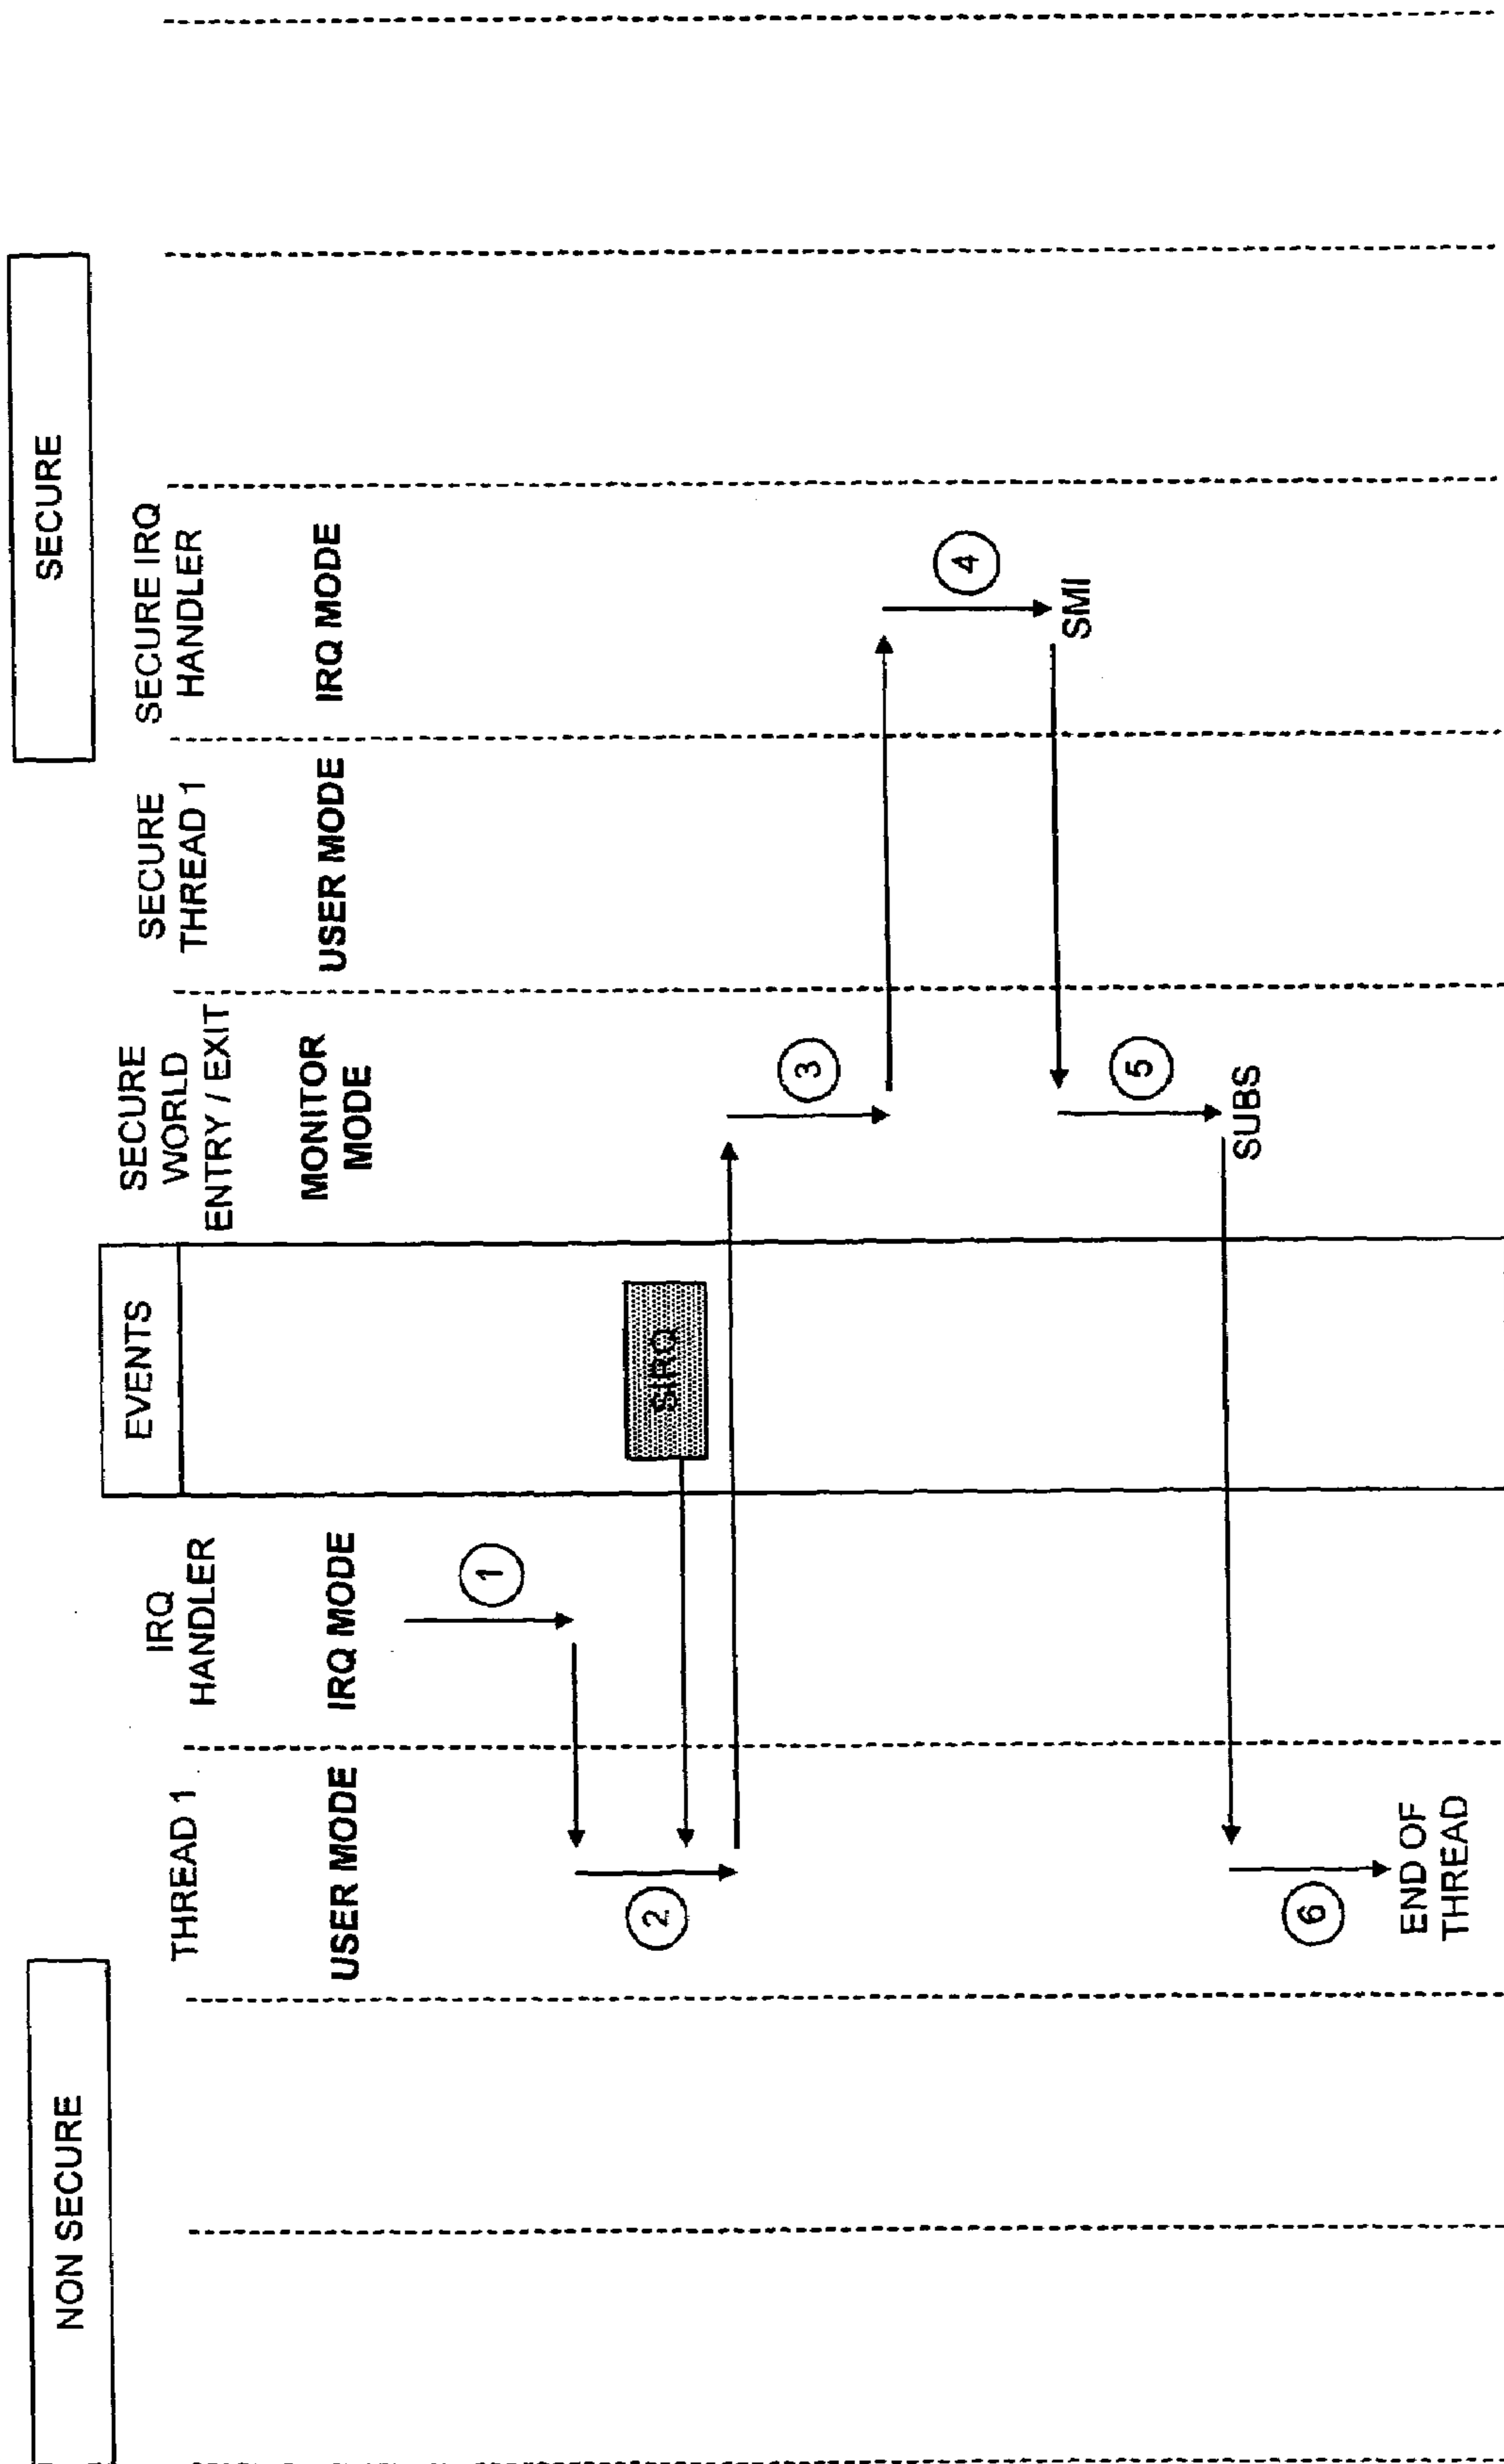 NON SECURE
SECURE
EVENTS
THREAD 1
IRQ
HANDLER
SECURE
WORLD
ENTRY / EXIT
SECURE
THREAD 1
SECURE IRQ
HANDLER
USER MODE
IRQ MODE
MONITOR
MODE
USER MODE
IRQ MODE
1
2
SIRQ
3
4
SMI
5
SUBS
6
END OF
THREAD